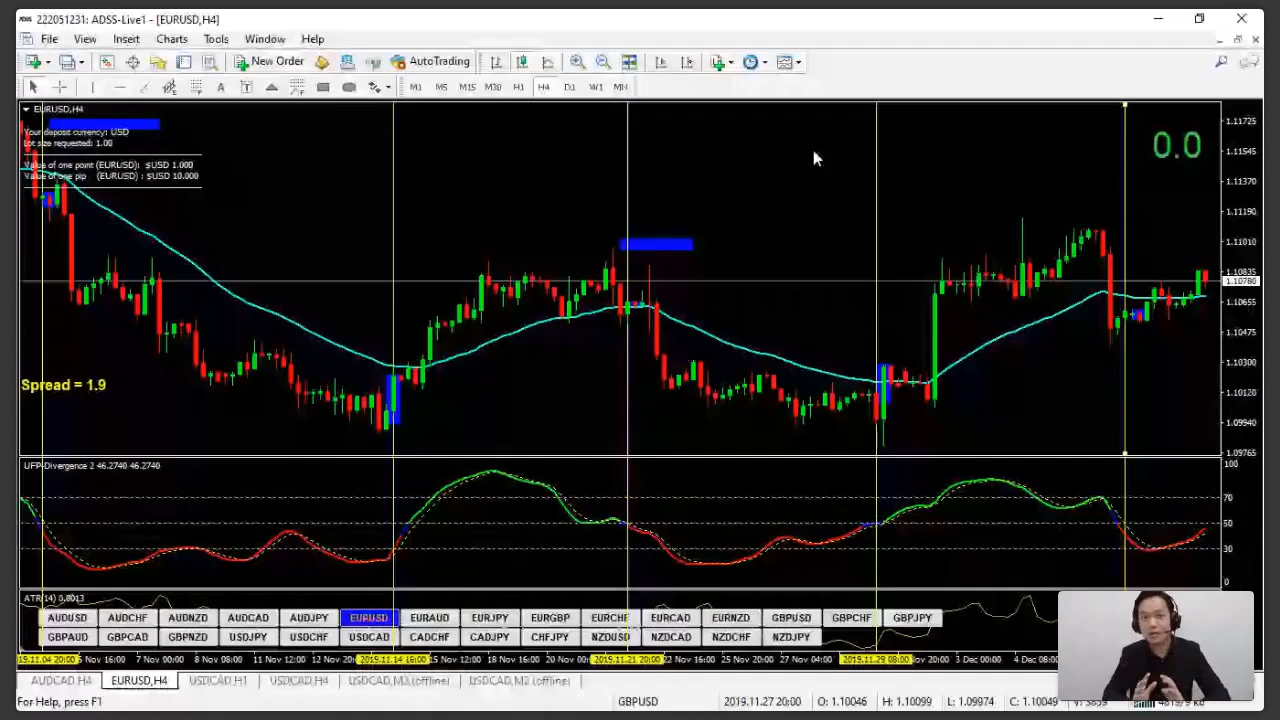 222051231: ADSS-Live1 - [EURUSD,H4]
File View Insert Charts Tools Window Help
New Order AutoTrading
A T M1 M5 M15 M30 H1 H4 D1 W1 MN
EURUSD,H4
Your deposit currency: USD
Lot size requested: 1.00
Value of one point (EURUSD): $USD 1.000
Value of one pip (EURUSD) : $USD 10.000
0.0
1.11725
1.11545
1.11370
1.11190
1.11010
1.10835
1.10780
1.10655
1.10475
1.10300
1.10120
1.09940
1.09765
Spread = 1.9
UFP-Divergence 2 46.2740 46.2740
100
70
50
30
0
ATR(14) 0.0013
AUDUSD AUDCHF AUDNZD AUDCAD AUDJPY EURUSD EURAUD EURJPY EURGBP EURCHF EURCAD EURNZD GBPUSD GBPCHF GBPJPY
GBPAUD GBPCAD GBPNZD USDJPY USDCHF USDCAD CADCHF CADJPY CHFJPY NZDUSD NZDCAD NZDCHF NZDJPY
19.11.04 20:00 5 Nov 16:00 7 Nov 00:00 8 Nov 08:00 11 Nov 12:00 12 Nov 20:00 2019.11.14 16:00 15 Nov 12:00 18 Nov 16:00 20 Nov 00:00 2019.11.21 20:00 22 Nov 16:00 25 Nov 20:00 27 Nov 04:00 2019.11.29 08:00 Nov 20:00 3 Dec 00:00 4 Dec 08:00
AUDCAD,H4 EURUSD,H4 USDCAD,H1 USDCAD,H4 USDCAD,M3 (offline) USDCAD,M2 (offline)
For Help, press F1 GBPUSD 2019.11.27 20:00 O: 1.10046 H: 1.10099 L: 1.09974 C: 1.10049